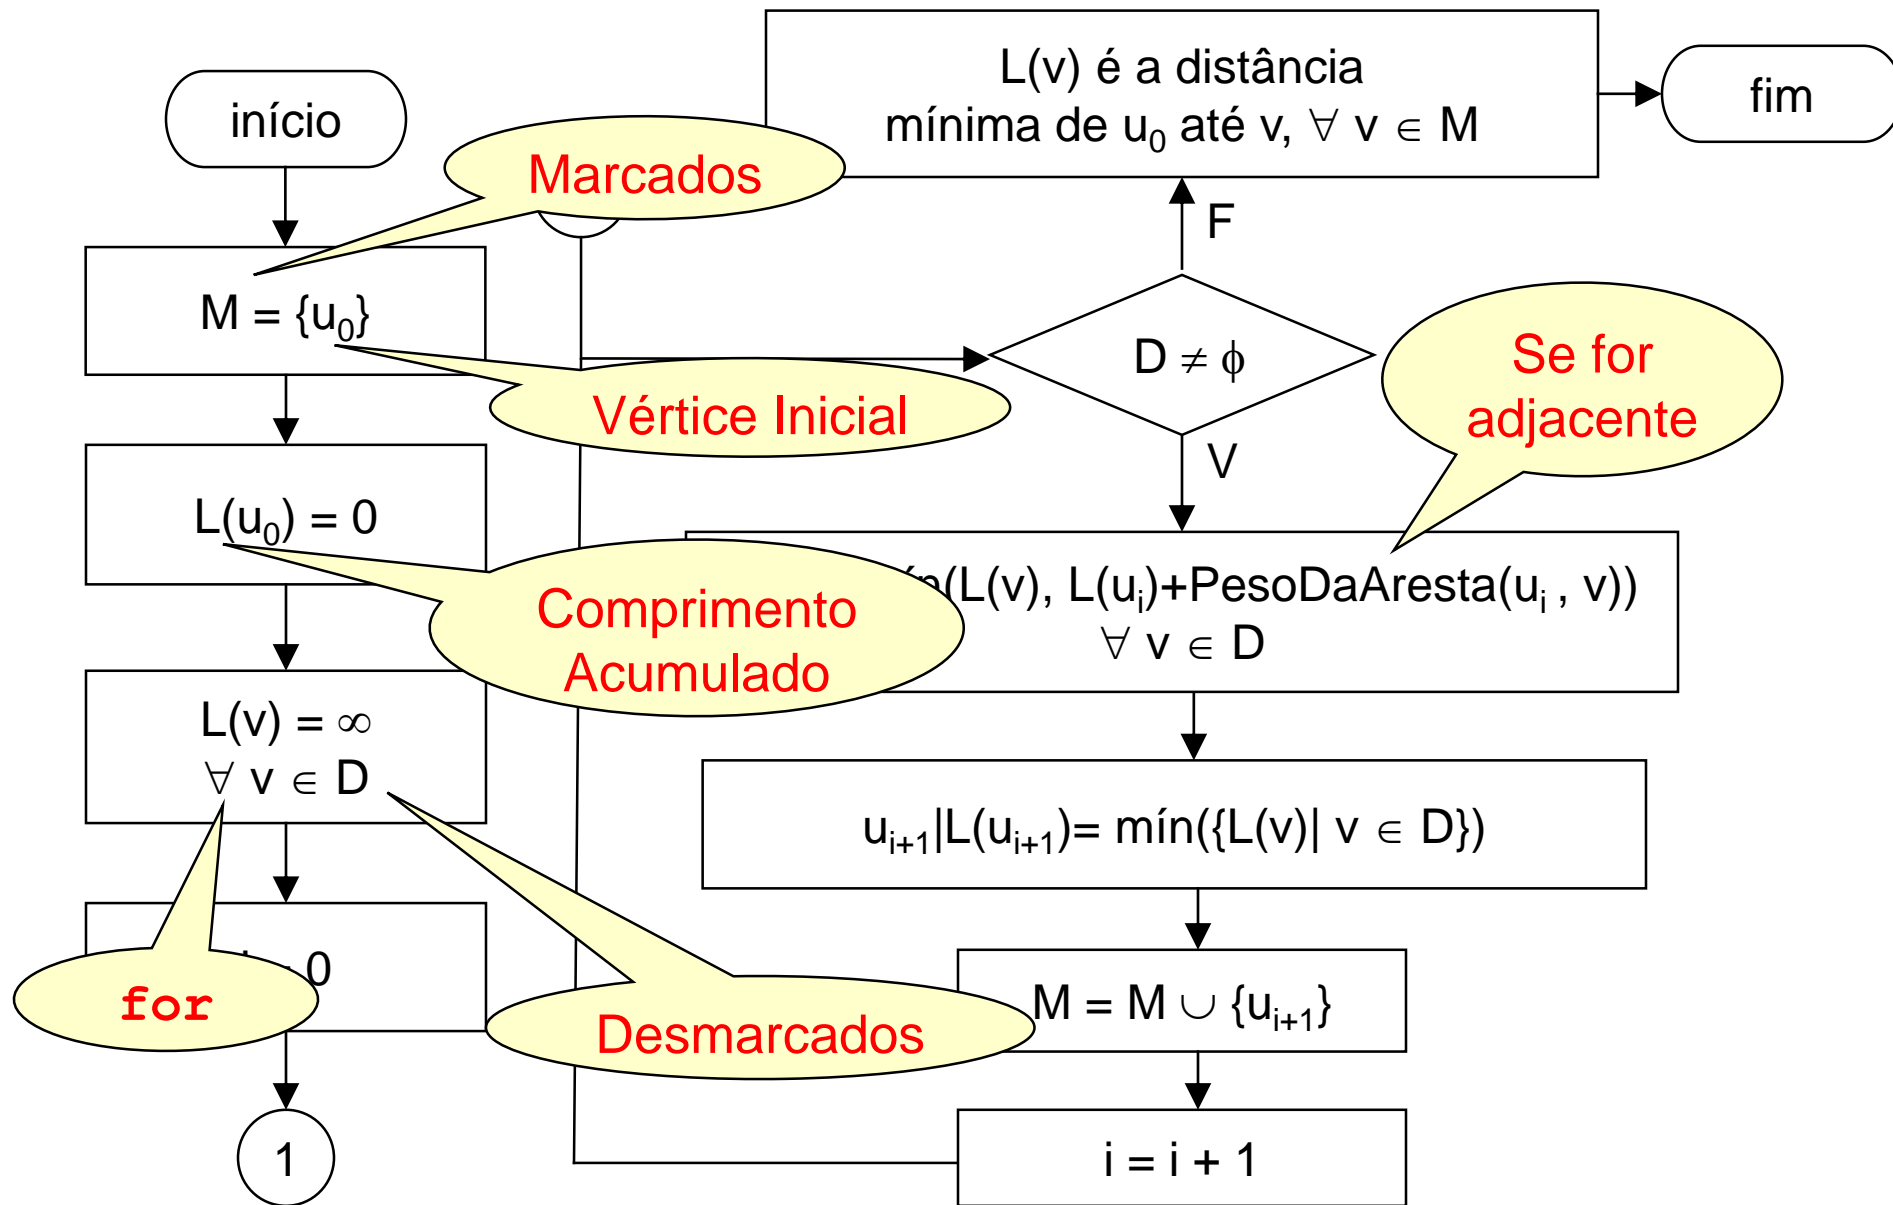 início
Marcados
M = {u₀}
Vértice Inicial
L(u₀) = 0
Comprimento
Acumulado
L(v) = ∞
∀ v ∈ D
0
for
Desmarcados
1
L(v) é a distância
mínima de u₀ até v, ∀ v ∈ M
fim
F
D ≠ ϕ
Se for
adjacente
V
(L(v), L(uᵢ)+PesoDaAresta(uᵢ , v))
∀ v ∈ D
uᵢ₊₁|L(uᵢ₊₁)= mín({L(v)| v ∈ D})
M = M ∪ {uᵢ₊₁}
i = i + 1